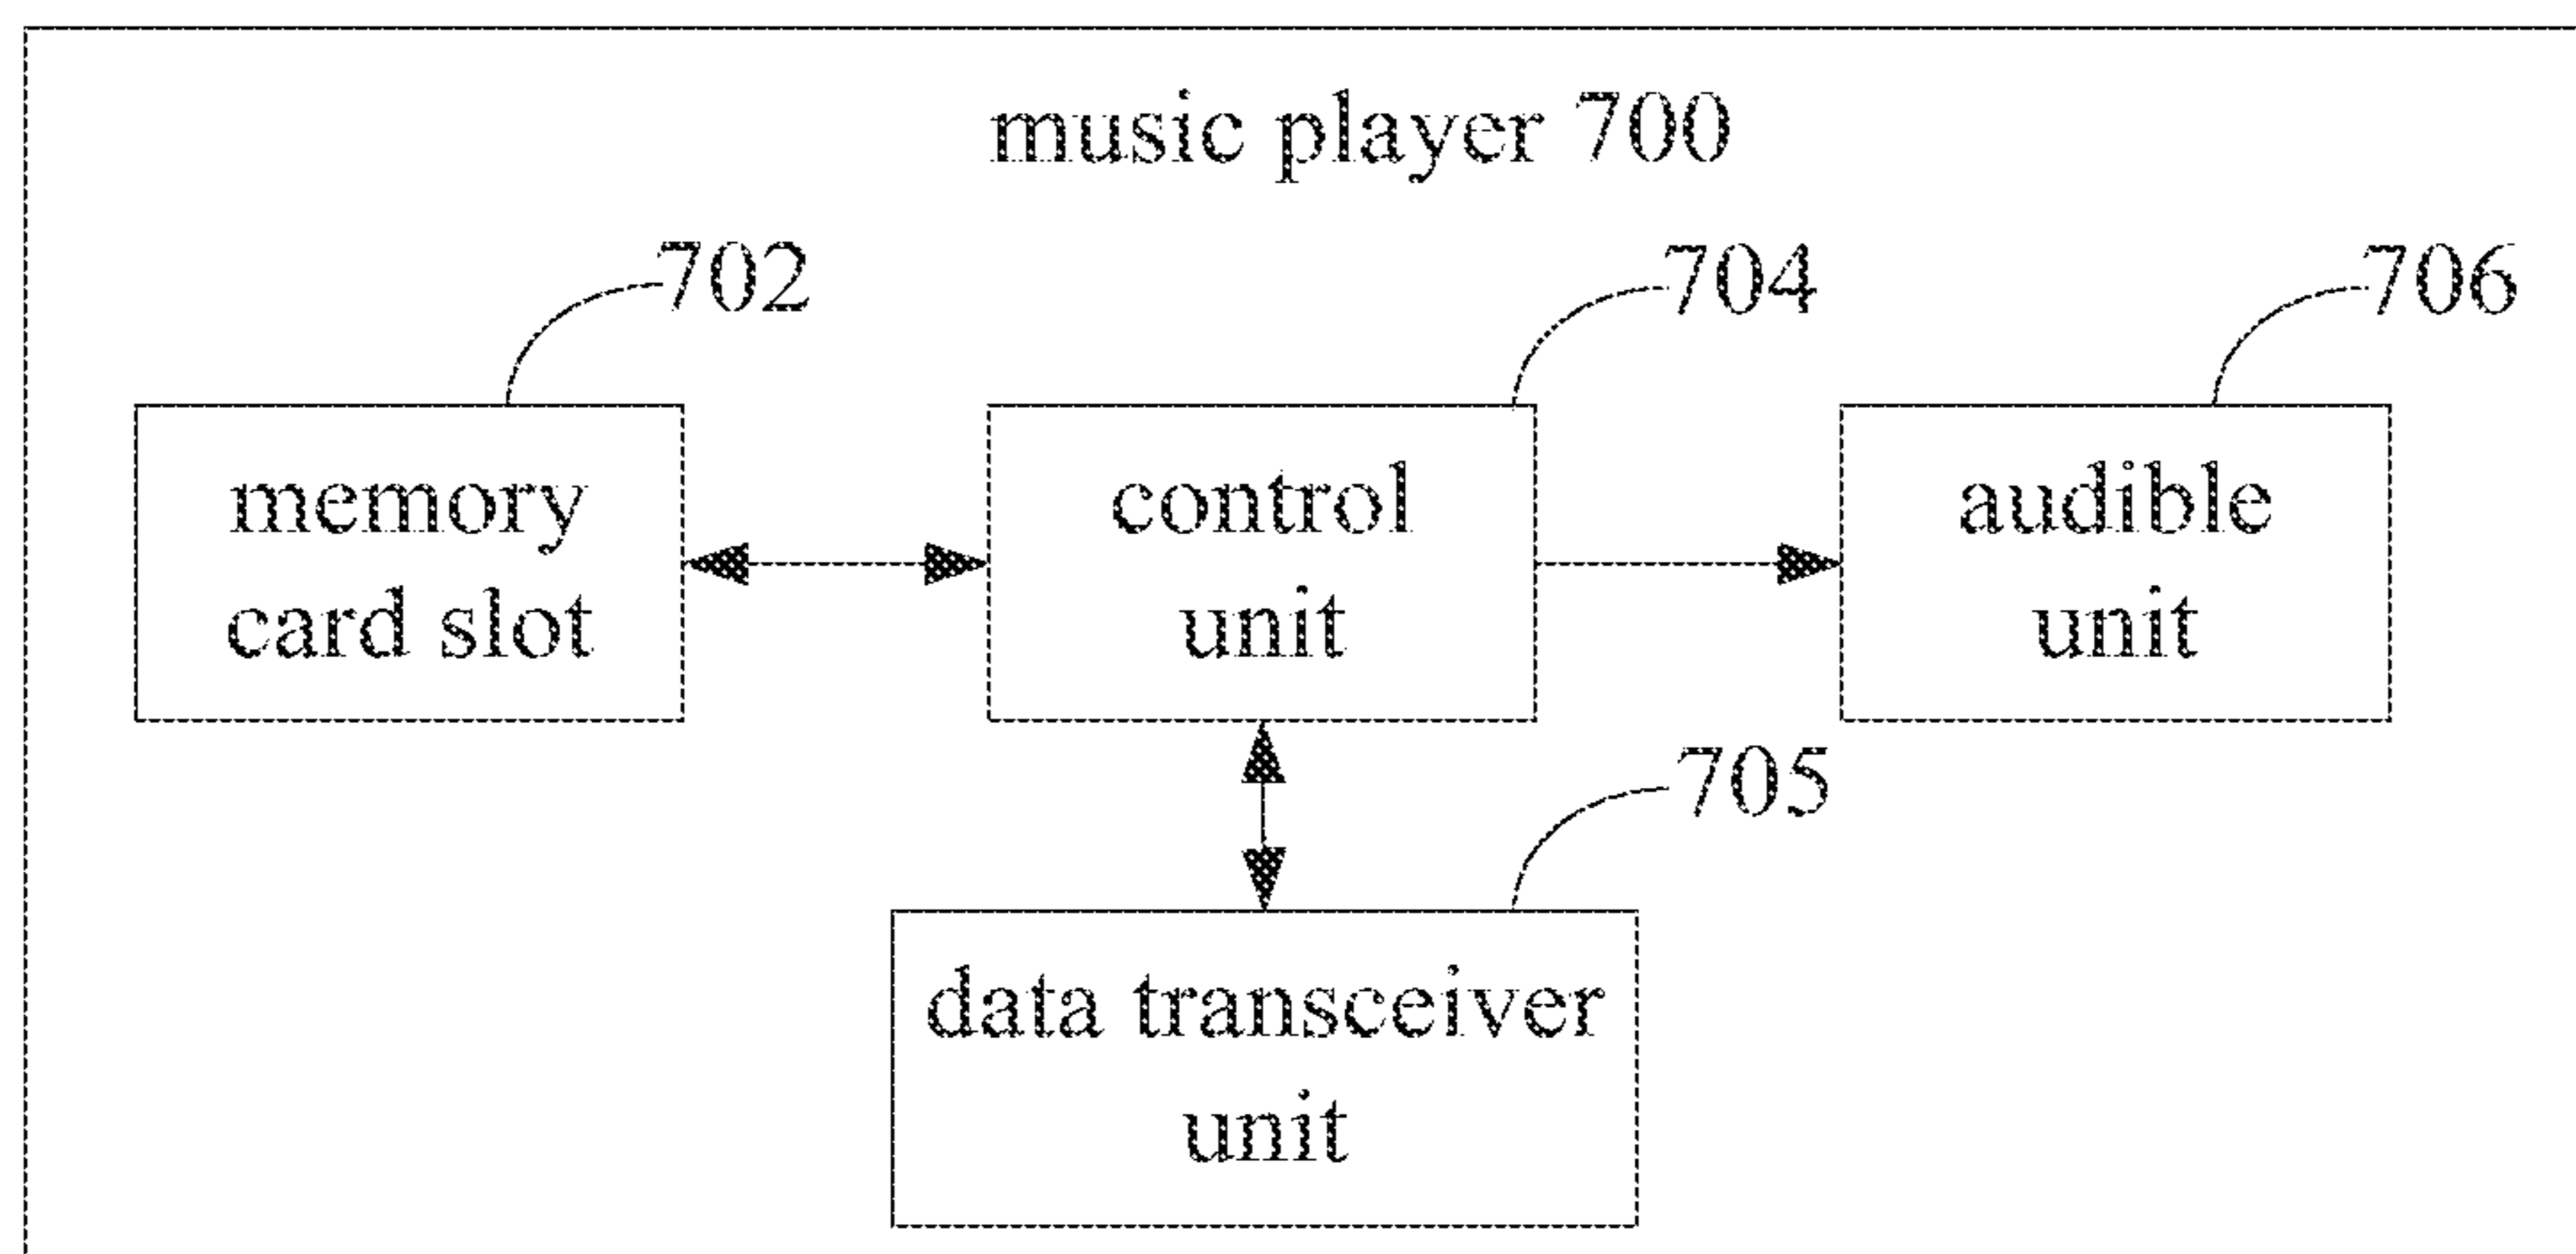 music player 700
702
704
706
memory
card slot
control
unit
audible
unit
705
data transceiver
unit